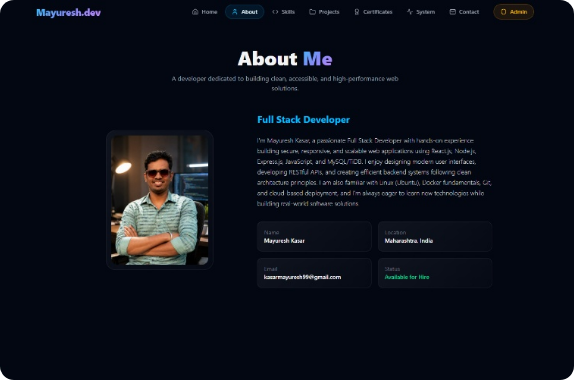 Mayuresh.dev
Home
About
Skills
Projects
Certificates
System
Contact
Admin
About Me
A developer dedicated to building clean, accessible, and high-performance web
solutions.
Full Stack Developer
I'm Mayuresh Kasar, a passionate Full Stack Developer with hands-on experience
building secure, responsive, and scalable web applications using React.js, Node.js,
Express.js, JavaScript, and MySQL/TiDB. I enjoy designing modern user interfaces,
developing RESTful APIs, and creating efficient backend systems following clean
architecture principles. I am also familiar with Linux (Ubuntu), Docker fundamentals, Git,
and cloud-based deployment, and I'm always eager to learn new technologies while
building real-world software solutions.
Name
Mayuresh Kasar
Location
Maharashtra, India
Email
kasarmayuresh99@gmail.com
Status
Available for Hire